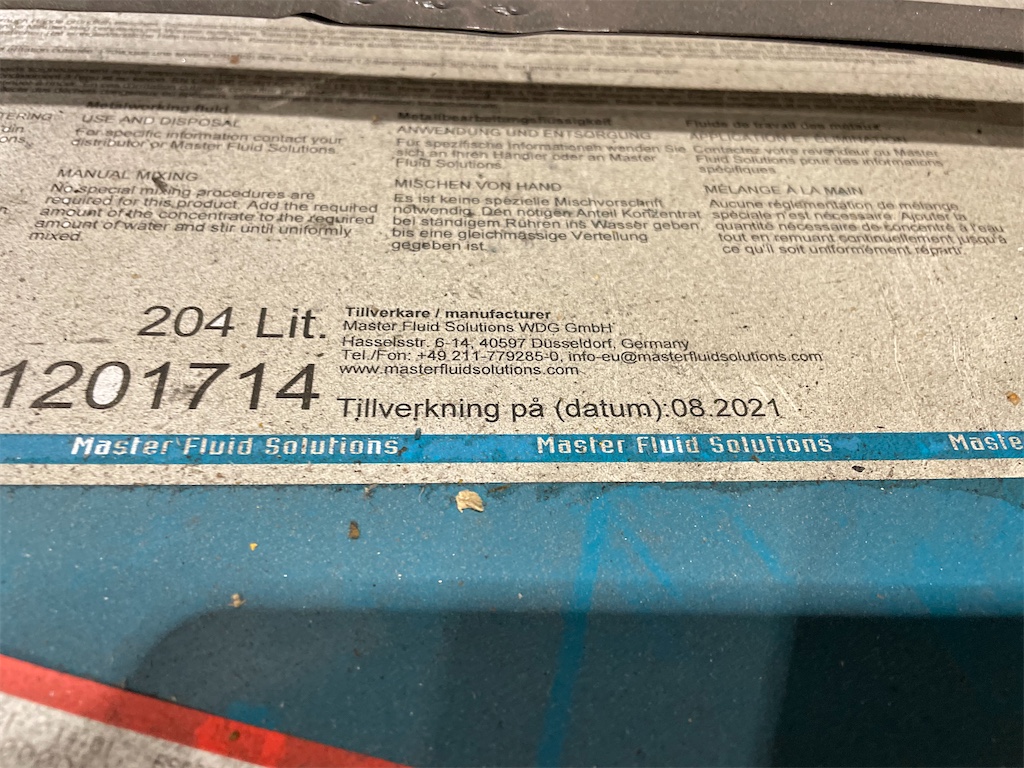 Metalworking fluid
USE AND DISPOSAL
For specific information contact your
distributor or Master Fluid Solutions.
MANUAL MIXING
No special mixing procedures are
required for this product. Add the required
amount of the concentrate to the required
amount of water and stir until uniformly
mixed.
Metallbearbeitungsflüssigkeit
ANWENDUNG UND ENTSORGUNG
Für spezifische Informationen wenden Sie
sich an Ihren Händler oder an Master
Fluid Solutions.
MISCHEN VON HAND
Es ist keine spezielle Mischvorschrift
notwendig. Den nötigen Anteil Konzentrat
bei ständigem Rühren ins Wasser geben,
bis eine gleichmässige Verteilung
gegeben ist.
Fluide de travail des métaux
Contactez votre revendeur ou Master
Fluid Solutions pour des informations
spécifiques.
MÉLANGE À LA MAIN
Aucune réglementation de mélange
spéciale n'est nécessaire. Ajouter la
quantité nécessaire de concentré à l'eau
tout en remuant continuellement jusqu'à
ce qu'il soit uniformément réparti.
204 Lit.
1201714
Tillverkare / manufacturer
Master Fluid Solutions WDG GmbH
Hasselsstr. 6-14, 40597 Düsseldorf, Germany
Tel./Fon: +49 211-779285-0, info-eu@masterfluidsolutions.com
www.masterfluidsolutions.com
Tillverkning på (datum):08.2021
Master Fluid Solutions Master Fluid Solutions Maste